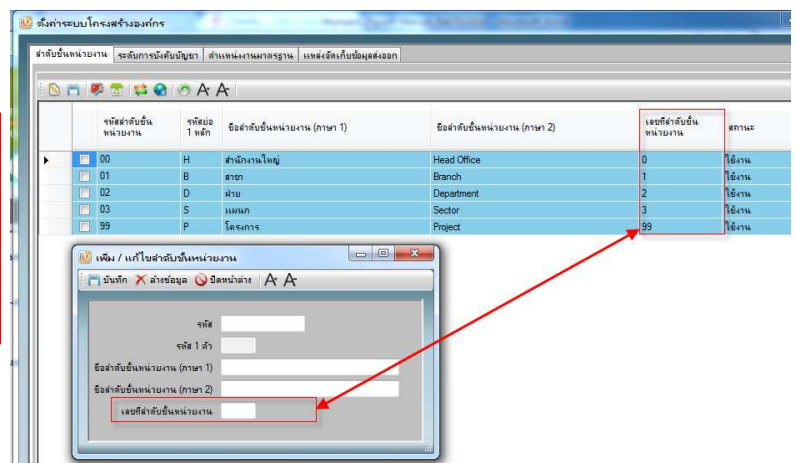 ตั้งค่าระบบโครงสร้างองค์กร
ลำดับชั้นหน่วยงาน ระดับการบังคับบัญชา ตำแหน่งงานมาตรฐาน แหล่งจัดเก็บข้อมูลส่งออก
A A
รหัสลำดับชั้นหน่วยงาน รหัสย่อ 1 หลัก ชื่อลำดับชั้นหน่วยงาน (ภาษา 1) ชื่อลำดับชั้นหน่วยงาน (ภาษา 2) เลขที่ลำดับชั้นหน่วยงาน สถานะ
00 H สำนักงานใหญ่ Head Office 0 ใช้งาน
01 B สาขา Branch 1 ใช้งาน
02 D ฝ่าย Department 2 ใช้งาน
03 S แผนก Sector 3 ใช้งาน
99 P โครงการ Project 99 ใช้งาน
เพิ่ม / แก้ไขลำดับชั้นหน่วยงาน
บันทึก ล้างข้อมูล ปิดหน้าต่าง A A
รหัส
รหัส 1 ตัว
ชื่อลำดับชั้นหน่วยงาน (ภาษา 1)
ชื่อลำดับชั้นหน่วยงาน (ภาษา 2)
เลขที่ลำดับชั้นหน่วยงาน